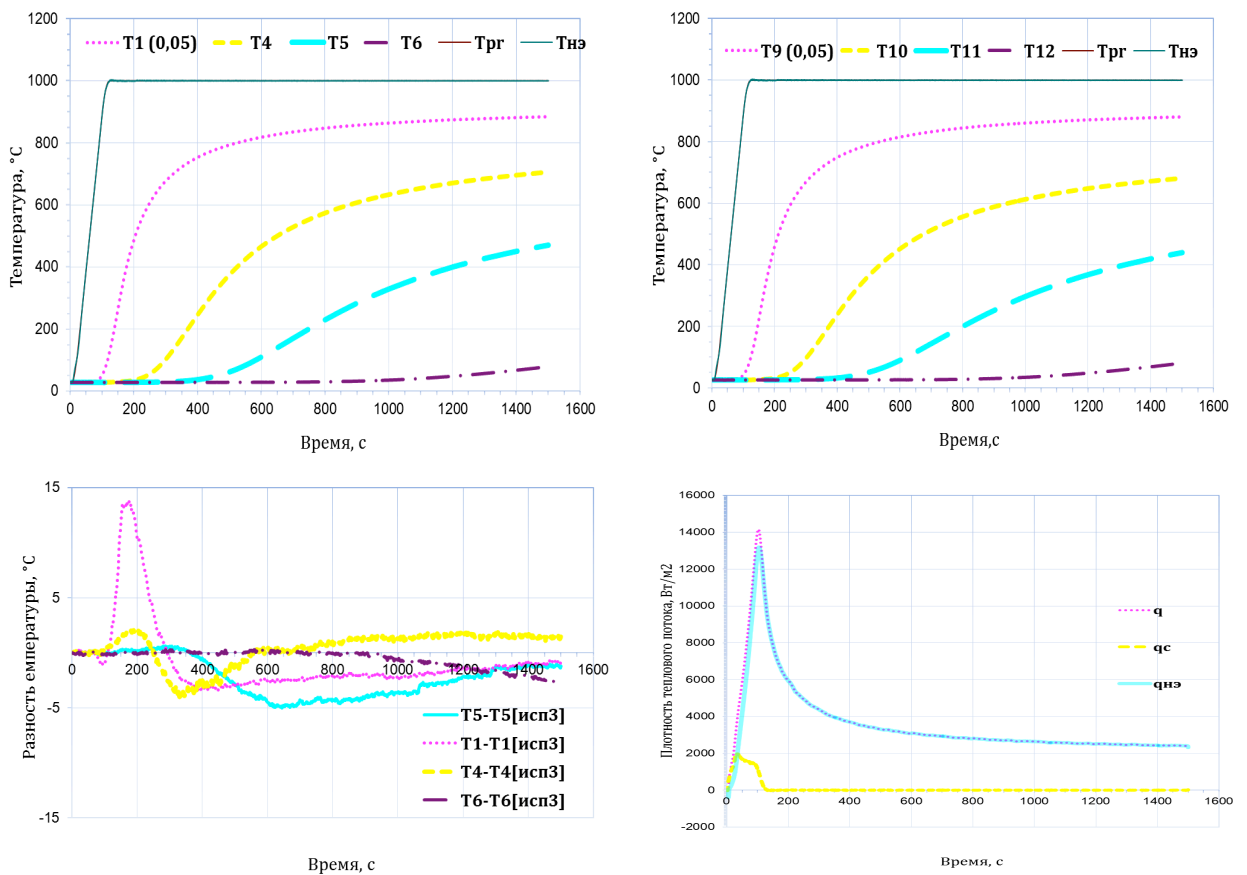 1200
1000
800
600
400
200
0
Температура, °C
T1 (0,05) T4 T5 T6 Tрг Tнэ
0 200 400 600 800 1000 1200 1400 1600
Время, с
1200
1000
800
600
400
200
0
Температура, °C
T9 (0,05) T10 T11 T12 Tрг Tнэ
0 200 400 600 800 1000 1200 1400 1600
Время,с
15
5
-5
-15
Разность емпературы, °C
0 200 400 600 800 1000 1200 1400 1600
T5-T5[исп3]
T1-T1[исп3]
T4-T4[исп3]
T6-T6[исп3]
Время, с
16000
14000
12000
10000
8000
6000
4000
2000
0
-2000
Плотность теплового потока, Вт/м2
q
qc
qнэ
0 200 400 600 800 1000 1200 1400 1600
Время, с